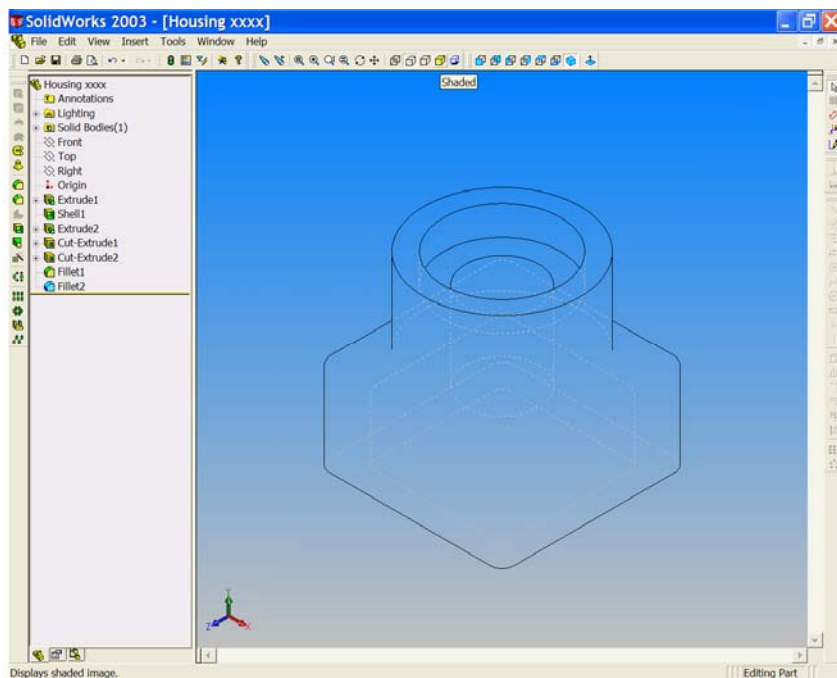 SolidWorks 2003 - [Housing xxxx]
File Edit View Insert Tools Window Help
Shaded
Housing xxxx
Annotations
Lighting
Solid Bodies(1)
Front
Top
Right
Origin
Extrude1
Shell1
Extrude2
Cut-Extrude1
Cut-Extrude2
Fillet1
Fillet2
Y
Z X
Displays shaded image. Editing Part